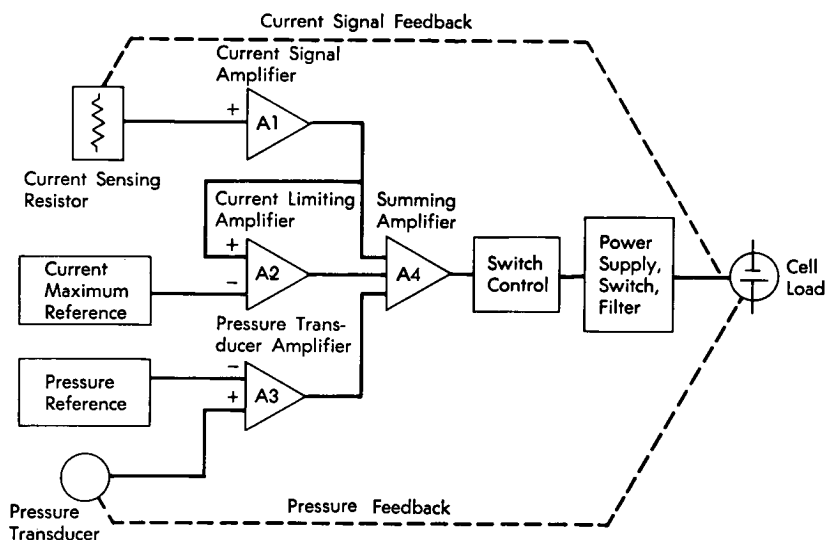 Current Signal Feedback
Current Signal
Amplifier
+
A1
Current Sensing
Resistor
Current Limiting
Amplifier
Summing
Amplifier
+
A2
-
A4
Current
Maximum
Reference
Switch
Control
Power
Supply,
Switch,
Filter
Cell
Load
Pressure Trans-
ducer Amplifier
-
+
A3
Pressure
Reference
Pressure
Transducer
Pressure Feedback